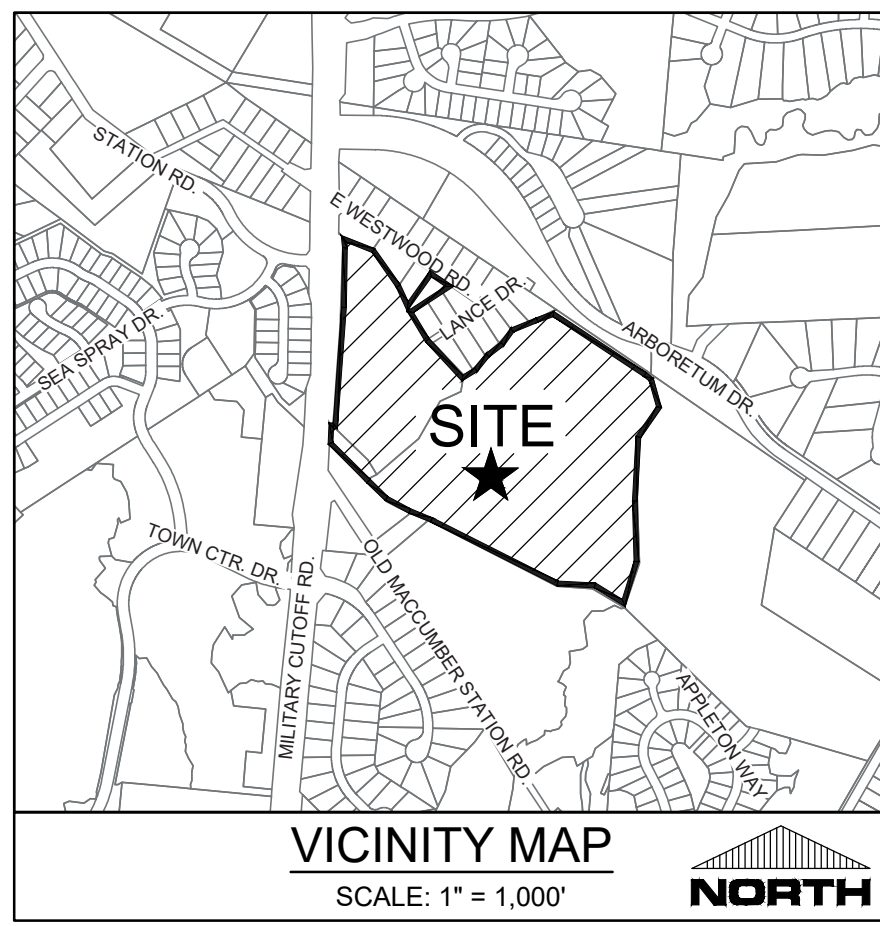 STATION RD.
E WESTWOOD RD.
LANCE DR.
SEA SPRAY DR.
ARBORETUM DR.
SITE
TOWN CTR. DR.
OLD MACCUMBER STATION RD.
MILITARY CUTOFF RD.
APPLETON WAY
VICINITY MAP
SCALE: 1" = 1,000'
NORTH